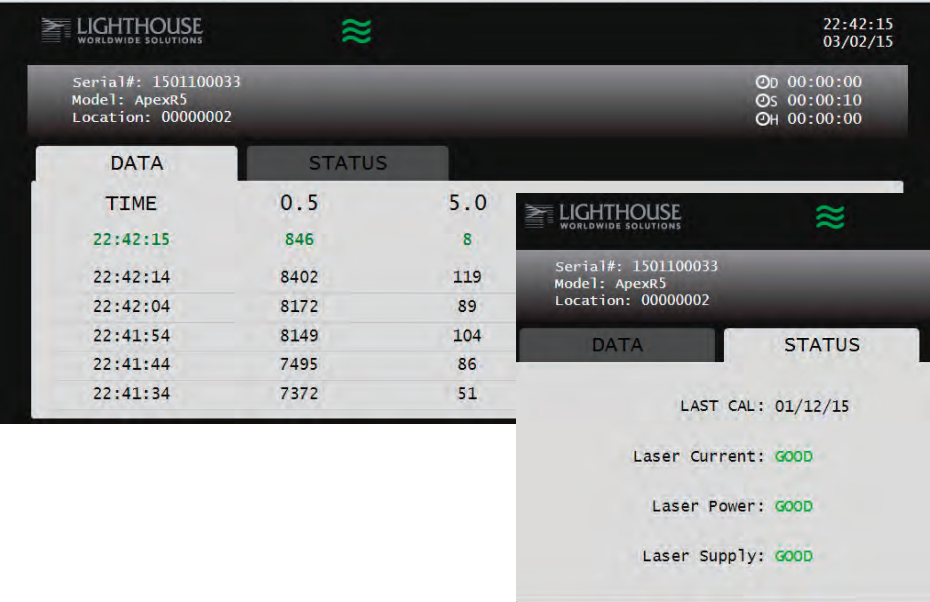 LIGHTHOUSE
WORLDWIDE SOLUTIONS
22:42:15
03/02/15
Serial#: 1501100033
Model: ApexR5
Location: 00000002
D 00:00:00
S 00:00:10
H 00:00:00
DATA STATUS
TIME 0.5 5.0
22:42:15 846 8
22:42:14 8402 119
22:42:04 8172 89
22:41:54 8149 104
22:41:44 7495 86
22:41:34 7372 51
LIGHTHOUSE
WORLDWIDE SOLUTIONS
Serial#: 1501100033
Model: ApexR5
Location: 00000002
DATA STATUS
LAST CAL: 01/12/15
Laser Current: GOOD
Laser Power: GOOD
Laser Supply: GOOD